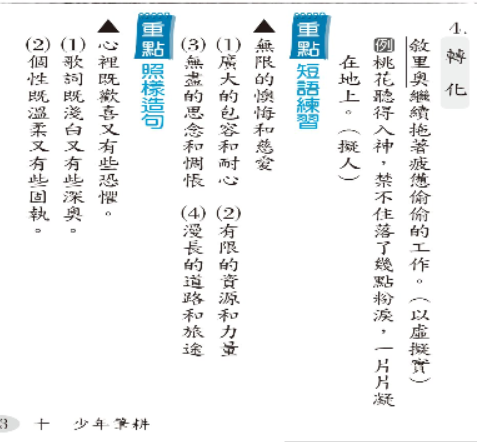 4. 轉化
敘里奧繼續拖著疲憊偷偷的工作。(以虛擬實)
例 桃花聽得入神,禁不住落了幾點粉淚,一片片凝
在地上。(擬人)
重點 短語練習
▲無限的懊悔和慈愛
(1)廣大的包容和耐心 (2)有限的資源和力量
(3)無盡的思念和惆悵 (4)漫長的道路和旅途
重點 照樣造句
▲心裡既歡喜又有些恐懼。
(1)歌詞既淺白又有些深奧。
(2)個性既溫柔又有些固執。
3 十 少年筆耕